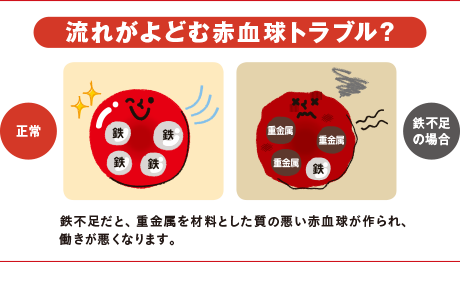 流れがよどむ赤血球トラブル？
正常
鉄
鉄
鉄
鉄
重金属
重金属
重金属
鉄
鉄不足
の場合
鉄不足だと、重金属を材料とした質の悪い赤血球が作られ、
働きが悪くなります。